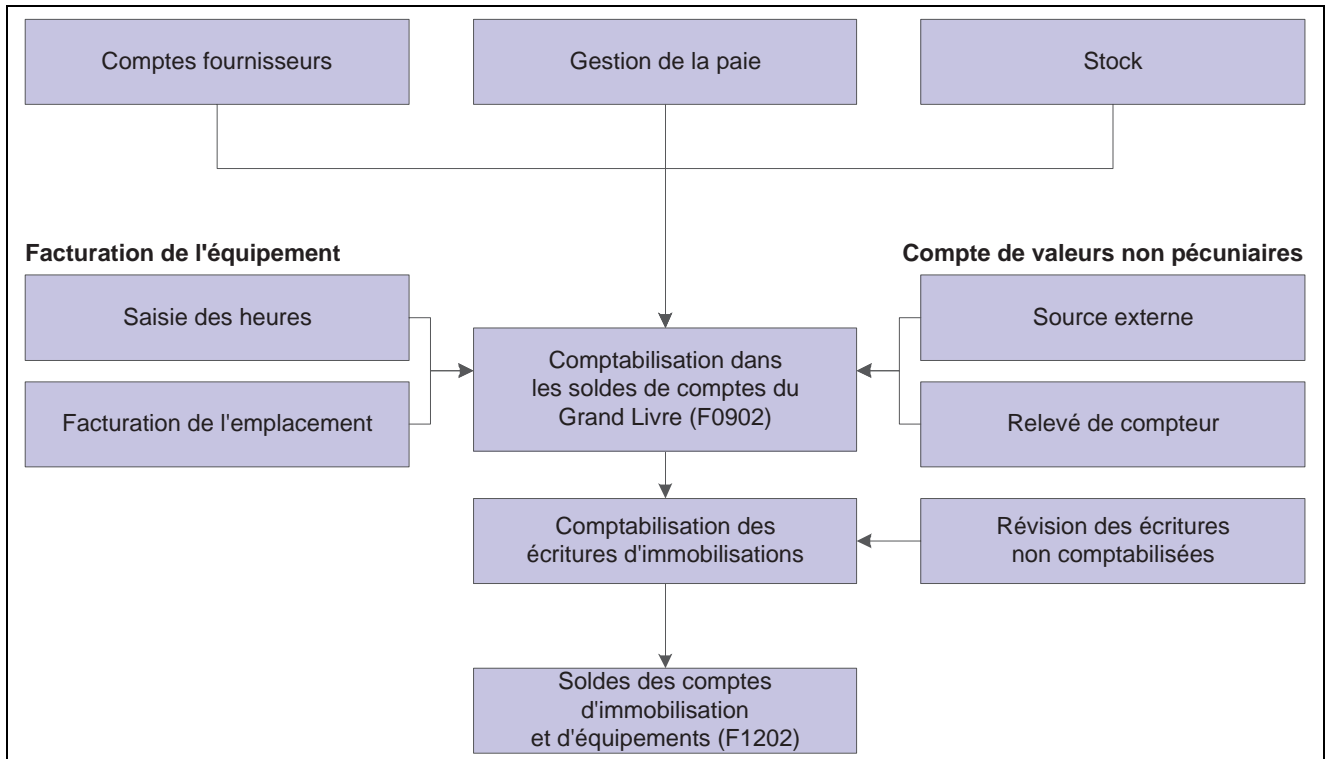 Comptes fournisseurs
Gestion de la paie
Stock
Facturation de l'équipement
Compte de valeurs non pécuniaires
Saisie des heures
Source externe
Comptabilisation dans
les soldes de comptes du
Grand Livre (F0902)
Facturation de l'emplacement
Relevé de compteur
Comptabilisation des
écritures d'immobilisations
Révision des écritures
non comptabilisées
Soldes des comptes
d'immobilisation
et d'équipements (F1202)